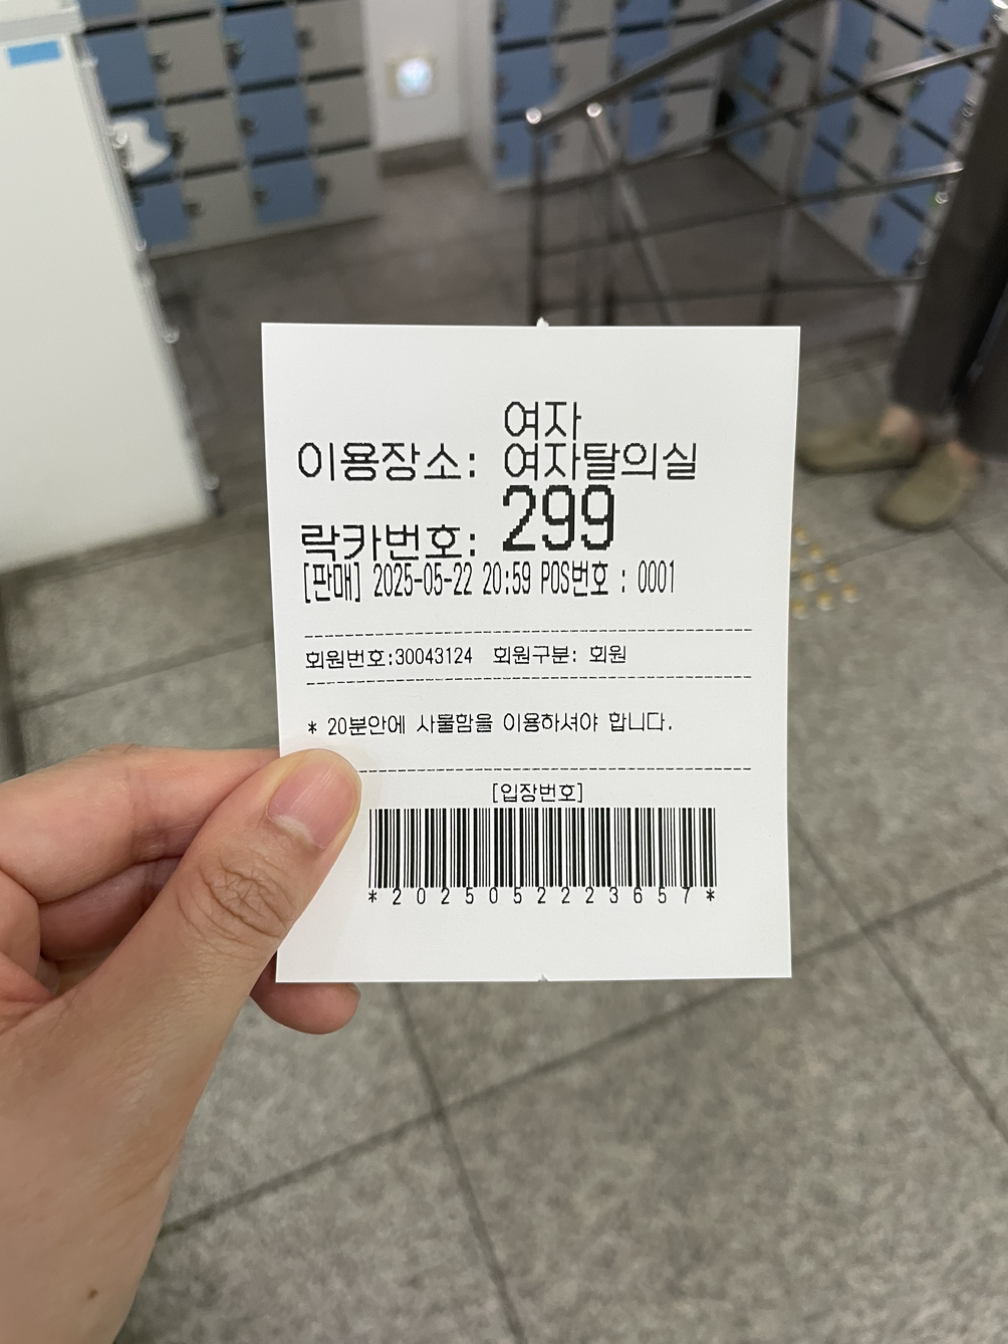 여자
이용장소: 여자탈의실
락카번호: 299
[판매] 2025-05-22 20:59 POS번호 : 0001
회원번호:30043124 회원구분: 회원
* 20분안에 사물함을 이용하셔야 합니다.
[입장번호]
*2025052223657*